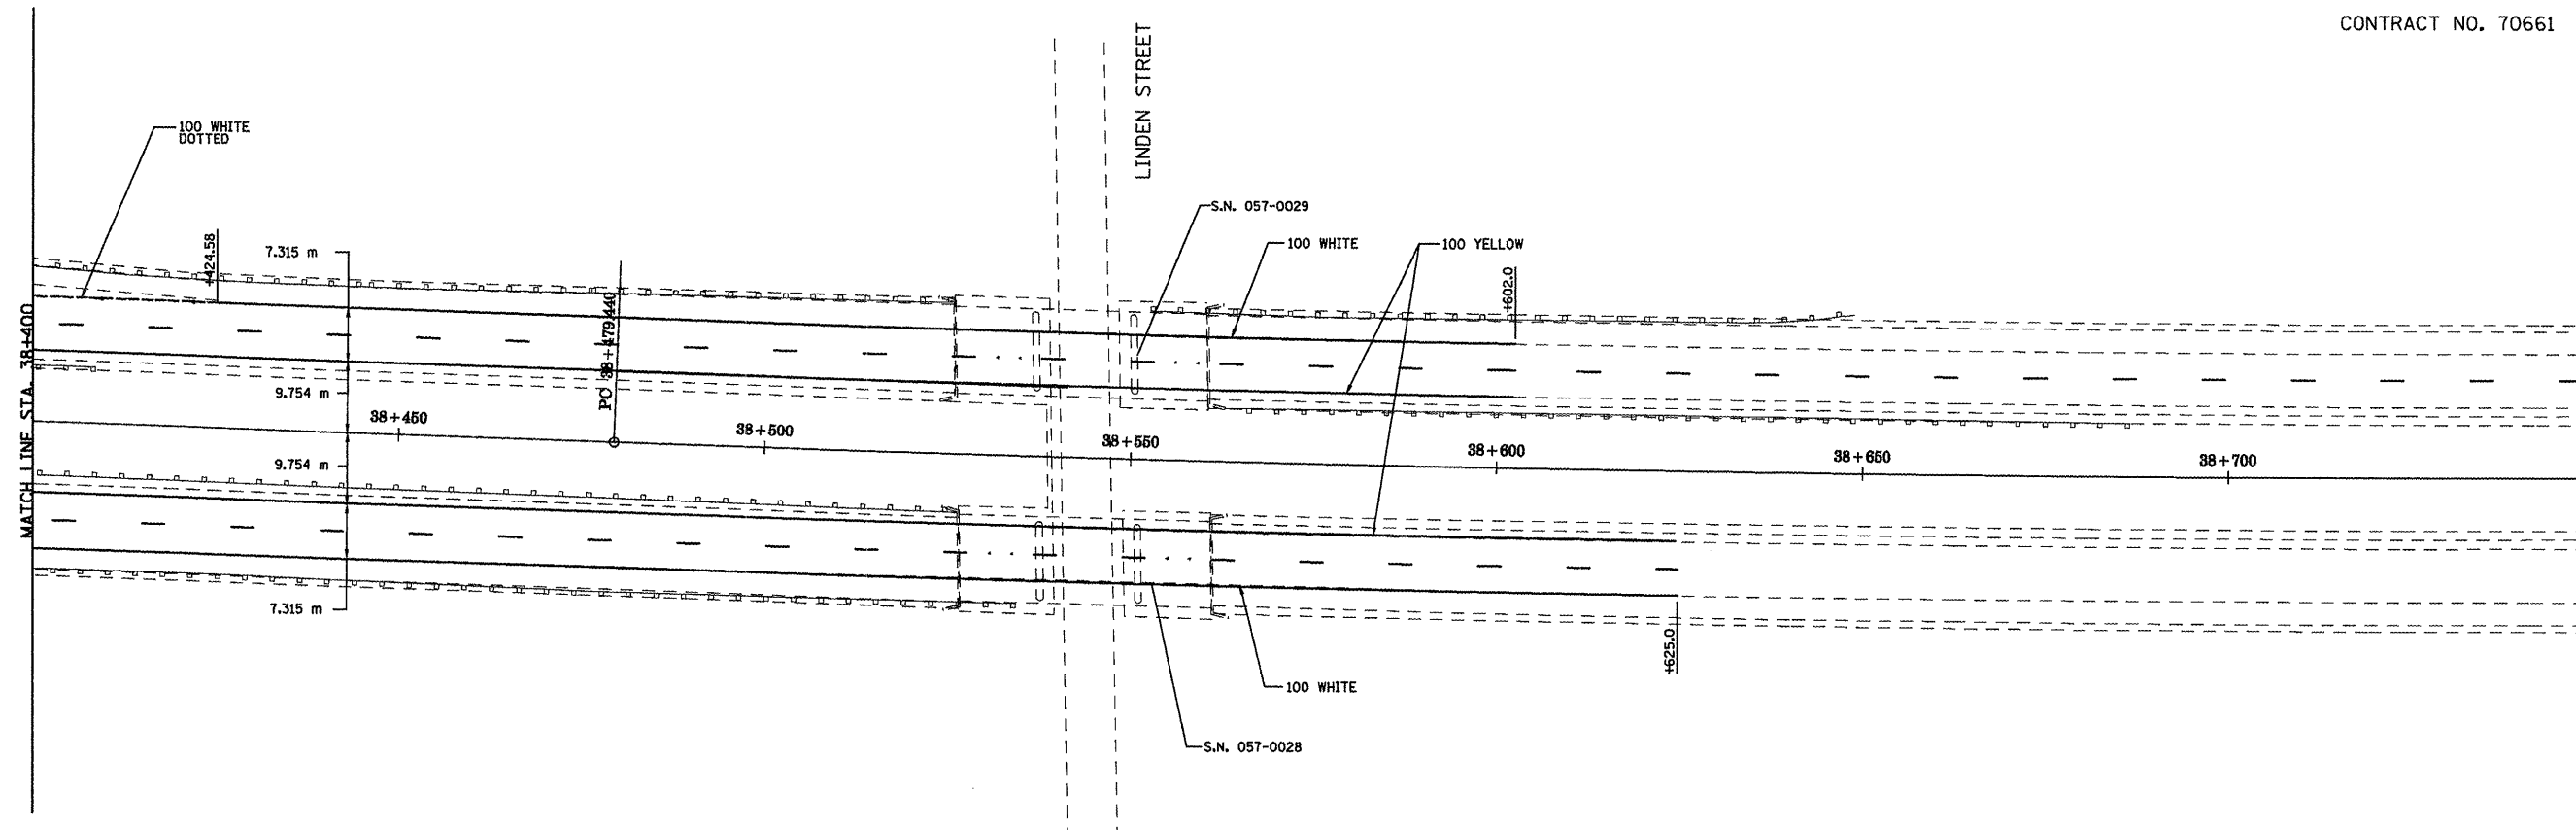 CONTRACT NO. 70661
LINDEN STREET
100 WHITE
DOTTED
S.N. 057-0029
100 WHITE
100 YELLOW
+424.58
7.315 m
+602.0
PC 38+479.440
MATCH LINE STA. 38+400
9.754 m
38+450
38+500
38+550
38+600
38+650
38+700
9.754 m
7.315 m
+625.0
100 WHITE
S.N. 057-0028